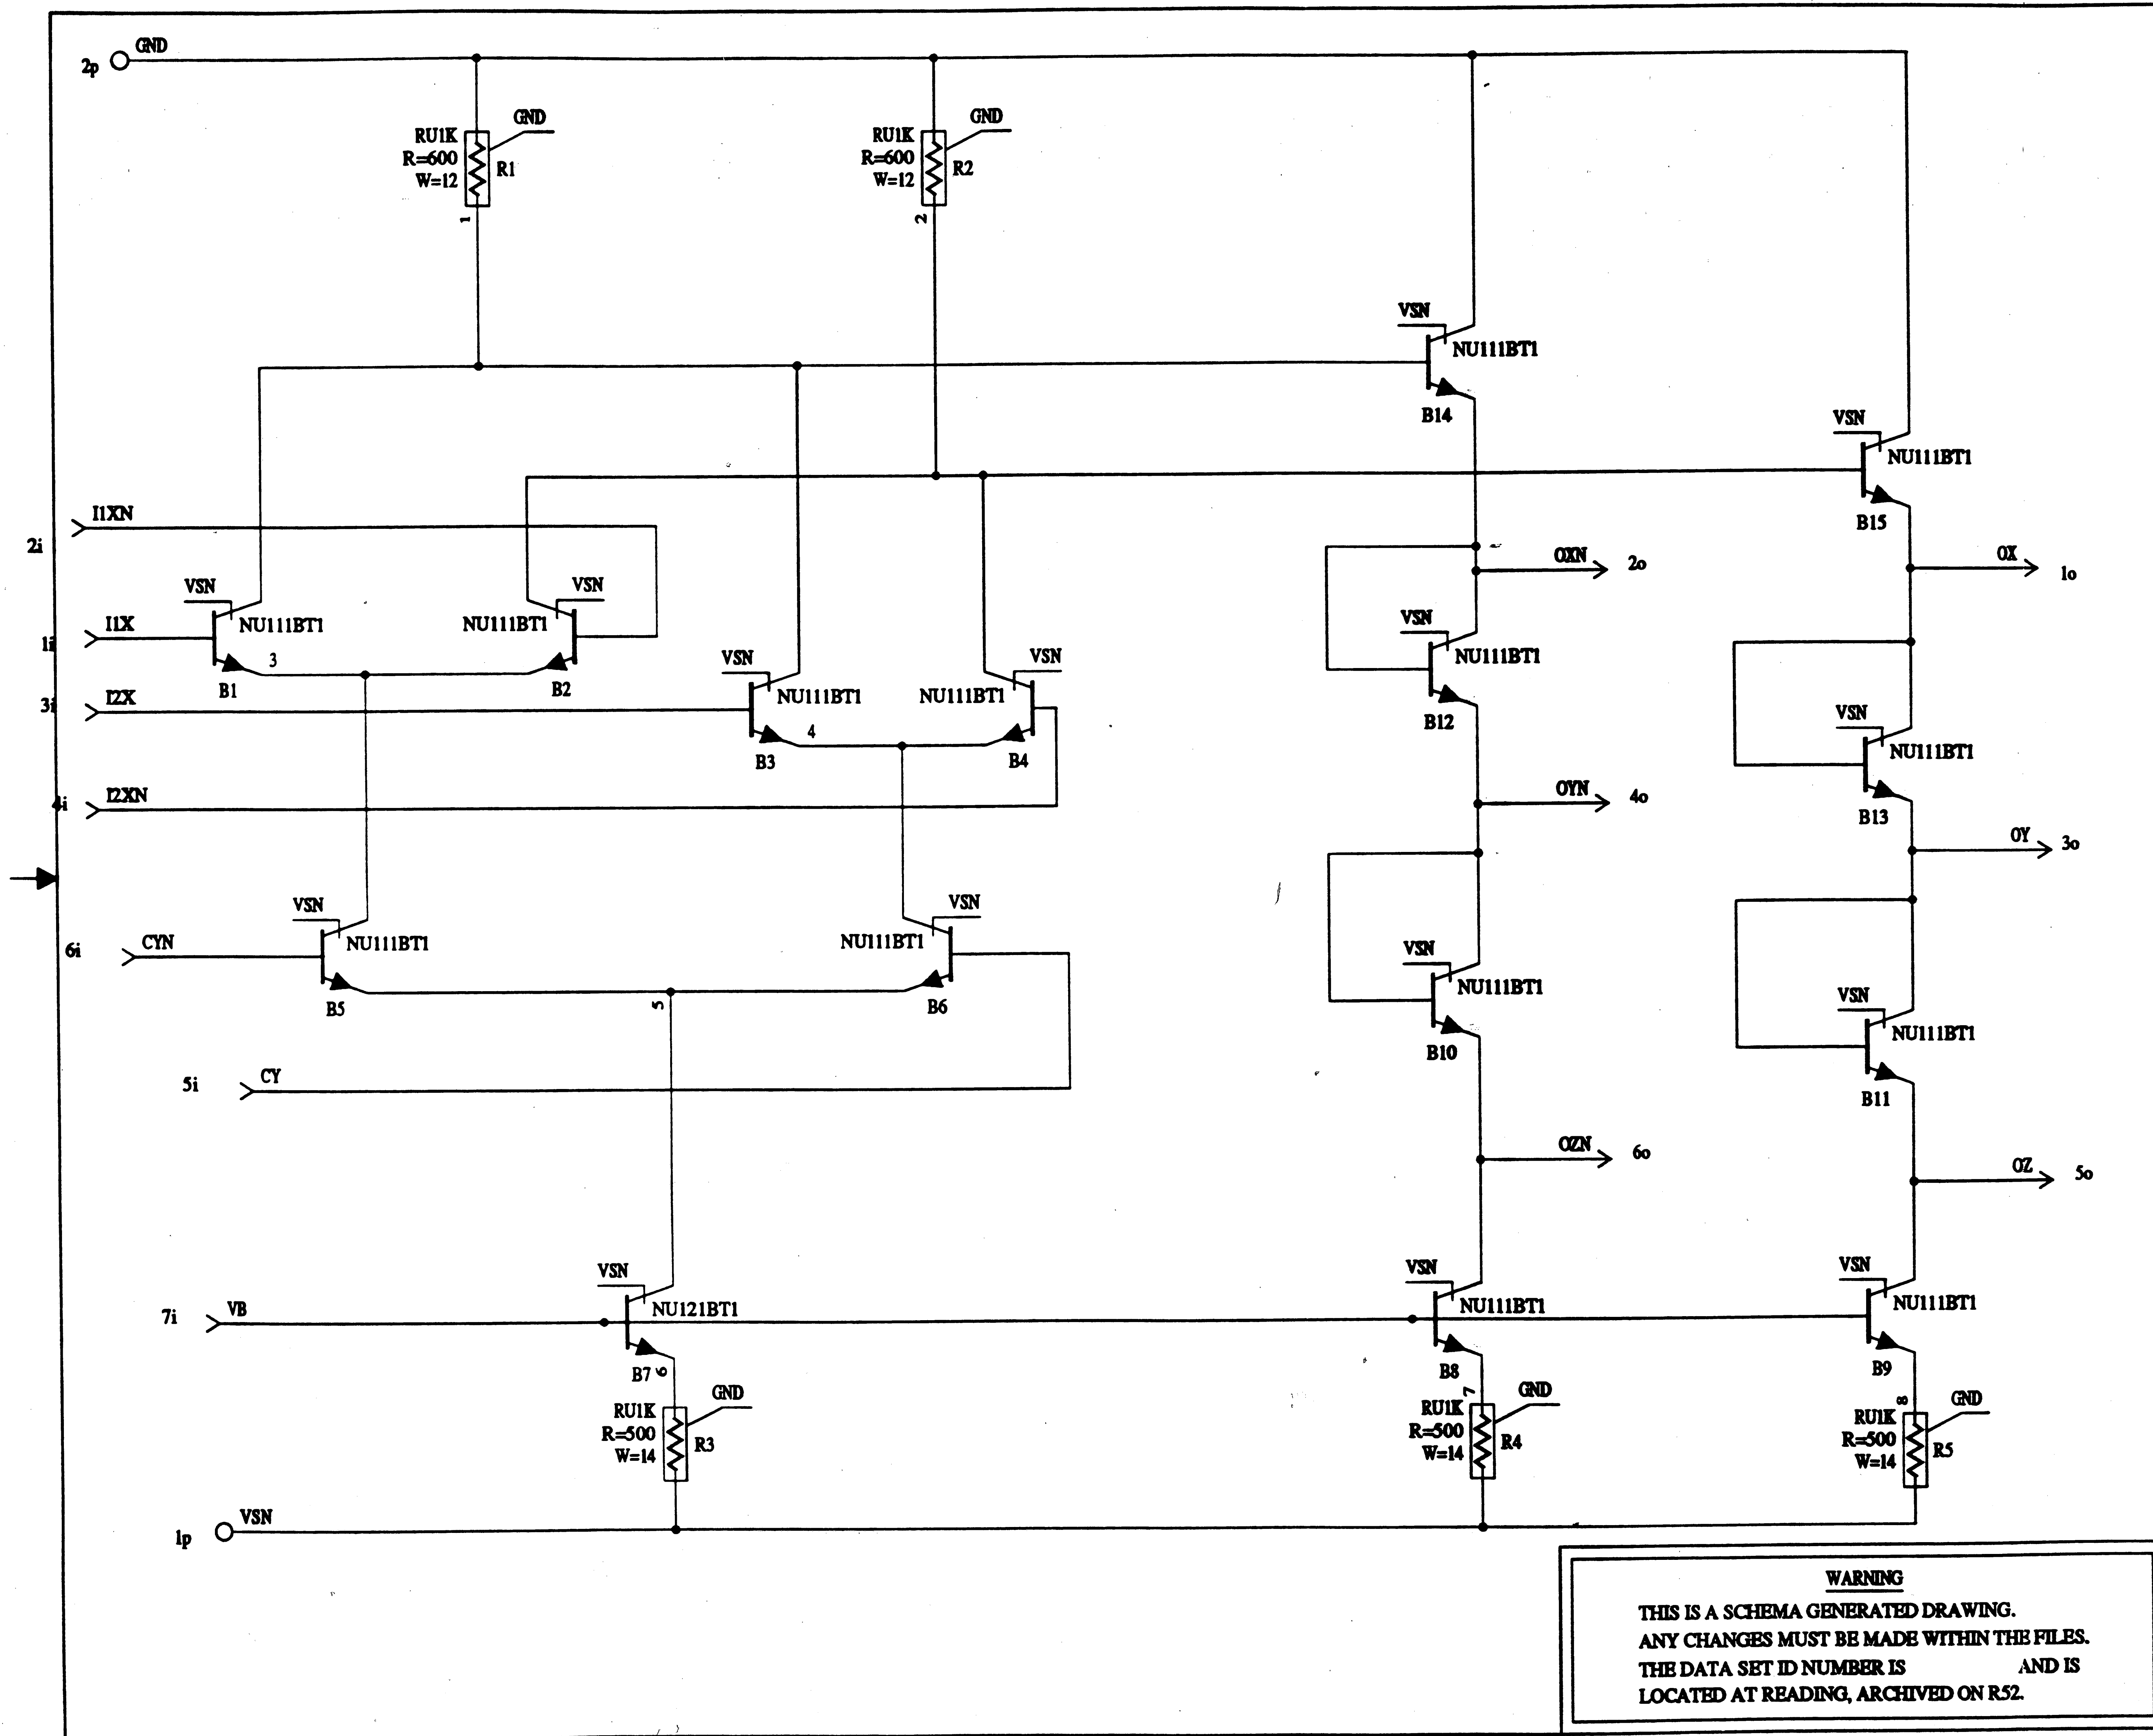 GND
2p
GND
RU1K
R=600
W=12
R1
1
GND
RU1K
R=600
W=12
R2
2
VSN
NU111BT1
B14
VSN
NU111BT1
B15
I1XN
2i
OXN
2o
OX
1o
VSN
NU111BT1
I1X
1i
3
B1
VSN
NU111BT1
B2
VSN
NU111BT1
I2X
3i
4
B3
VSN
NU111BT1
B4
VSN
NU111BT1
B12
VSN
NU111BT1
B13
I2XN
4i
OYN
4o
OY
3o
VSN
NU111BT1
CYN
6i
B5
5
VSN
NU111BT1
B6
VSN
NU111BT1
B10
VSN
NU111BT1
B11
CY
5i
OZN
6o
OZ
5o
VSN
NU121BT1
VB
7i
B7
6
VSN
NU111BT1
B8
7
VSN
NU111BT1
B9
8
GND
RU1K
R=500
W=14
R3
GND
RU1K
R=500
W=14
R4
GND
RU1K
R=500
W=14
R5
VSN
1p
WARNING
THIS IS A SCHEMA GENERATED DRAWING.
ANY CHANGES MUST BE MADE WITHIN THE FILES.
THE DATA SET ID NUMBER IS AND IS
LOCATED AT READING, ARCHIVED ON R52.